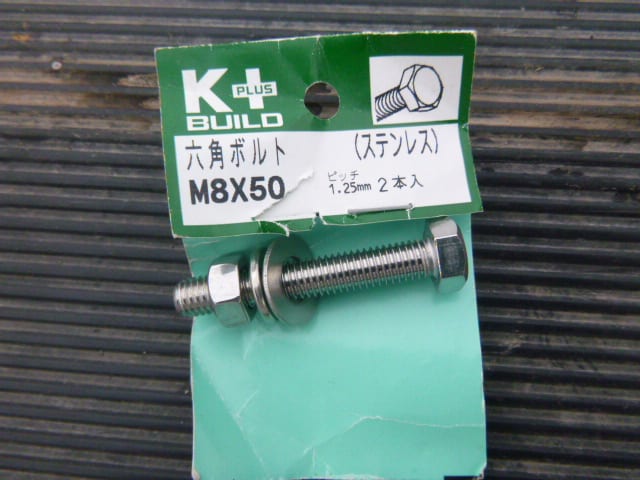 K+ PLUS
BUILD
六角ボルト (ステンレス)
M8X50 ピッチ 1.25mm 2本入